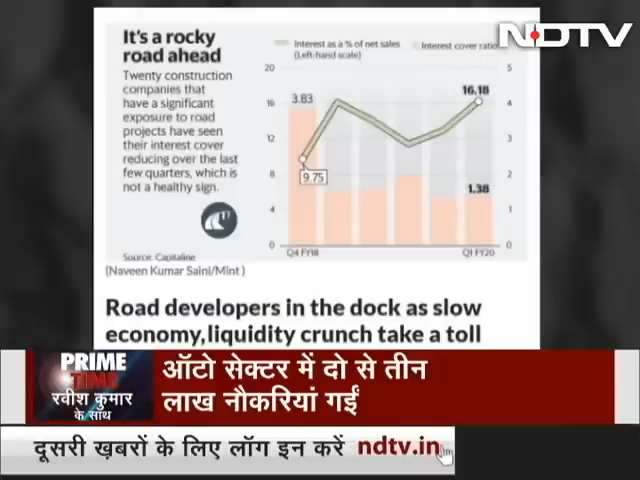 NDTV
It's a rocky
road ahead
Twenty construction
companies that
have a significant
exposure to road
projects have seen
their interest cover
reducing over the last
few quarters, which is
not a healthy sign.
Source: Capitaline
(Naveen Kumar Saini/Mint)
Interest as a % of net sales
(Left-hand scale)
Interest cover ratio
20
16
12
8
4
0
5
4
3
2
1
0
3.83
9.75
16.18
1.38
Q4 FY18
Q1 FY20
Road developers in the dock as slow
economy,liquidity crunch take a toll
PRIME
TIME
रवीश कुमार
के साथ
ऑटो सेक्टर में दो से तीन
लाख नौकरियां गईं
दूसरी ख़बरों के लिए लॉग इन करें ndtv.in